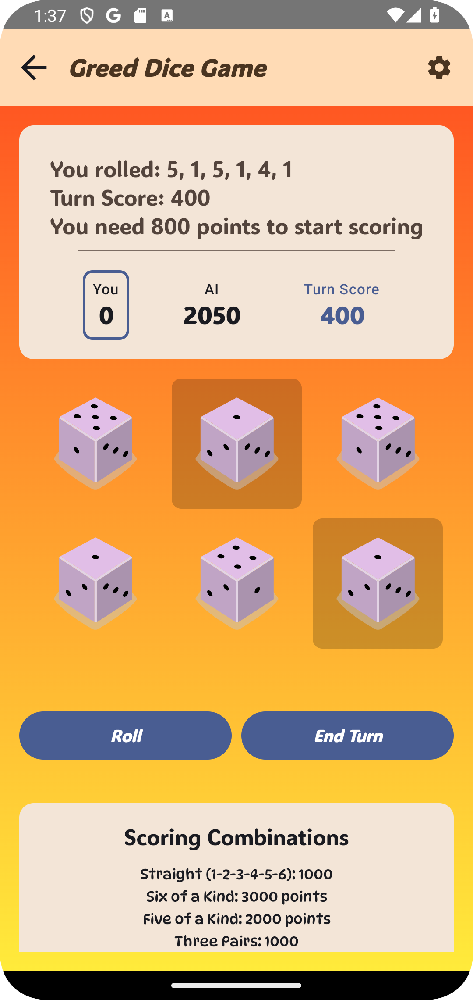 1:37
Greed Dice Game
You rolled: 5, 1, 5, 1, 4, 1
Turn Score: 400
You need 800 points to start scoring
You
0
AI
2050
Turn Score
400
Roll
End Turn
Scoring Combinations
Straight (1-2-3-4-5-6): 1000
Six of a Kind: 3000 points
Five of a Kind: 2000 points
Three Pairs: 1000